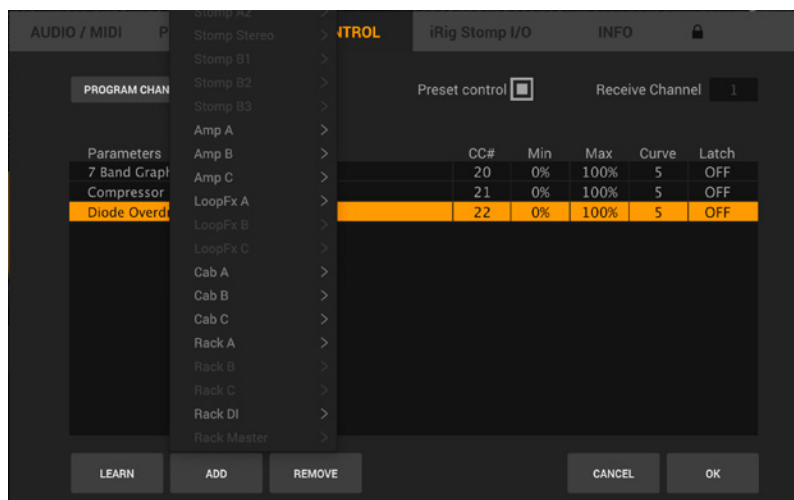 Stomp A2
AUDIO / MIDI P Stomp Stereo > NTROL iRig Stomp I/O INFO
Stomp B1 >
Stomp B2 >
PROGRAM CHAN Preset control Receive Channel 1
Stomp B3 >
Amp A >
Parameters Amp B > CC# Min Max Curve Latch
7 Band Graph 20 0% 100% 5 OFF
Amp C >
Compressor 21 0% 100% 5 OFF
LoopFx A >
Diode Overdr 22 0% 100% 5 OFF
LoopFx B >
LoopFx C >
Cab A >
Cab B >
Cab C >
Rack A >
Rack B >
Rack C >
Rack DI >
Rack Master >
LEARN ADD REMOVE CANCEL OK